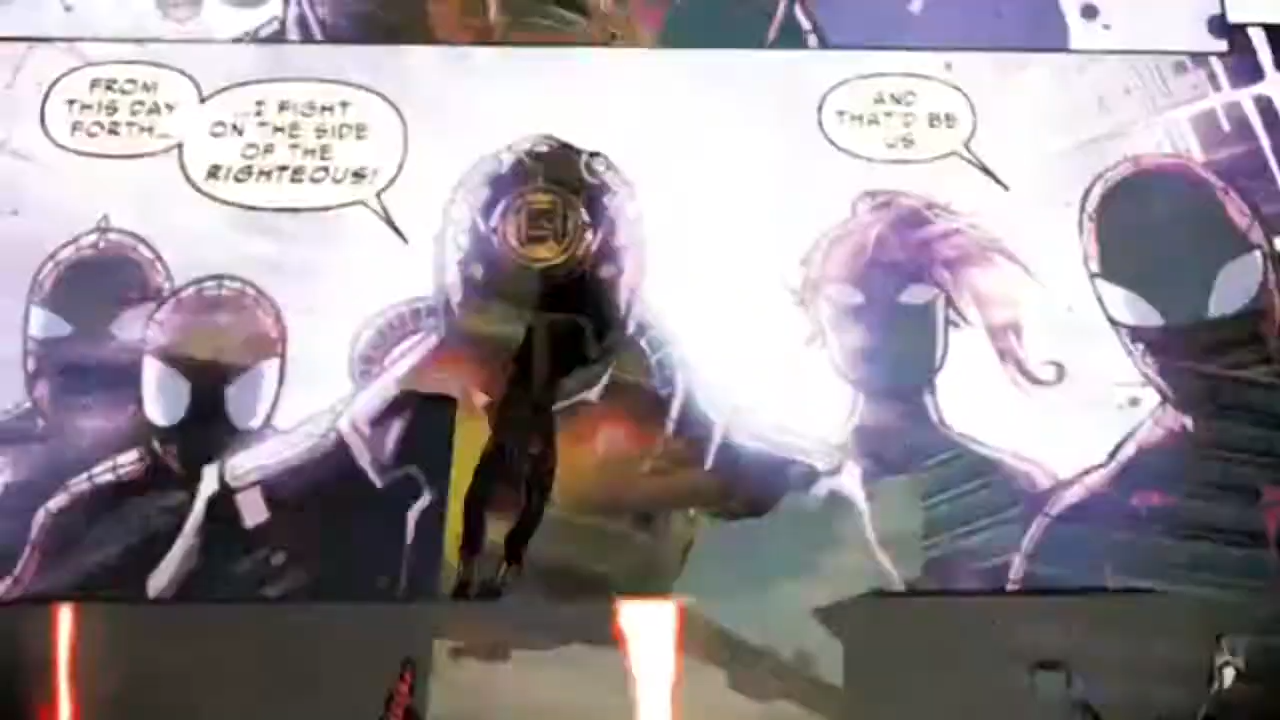 FROM
THIS DAY
FORTH...
...I FIGHT
ON THE SIDE
OF THE
RIGHTEOUS!
AND
THAT'D BE
US.